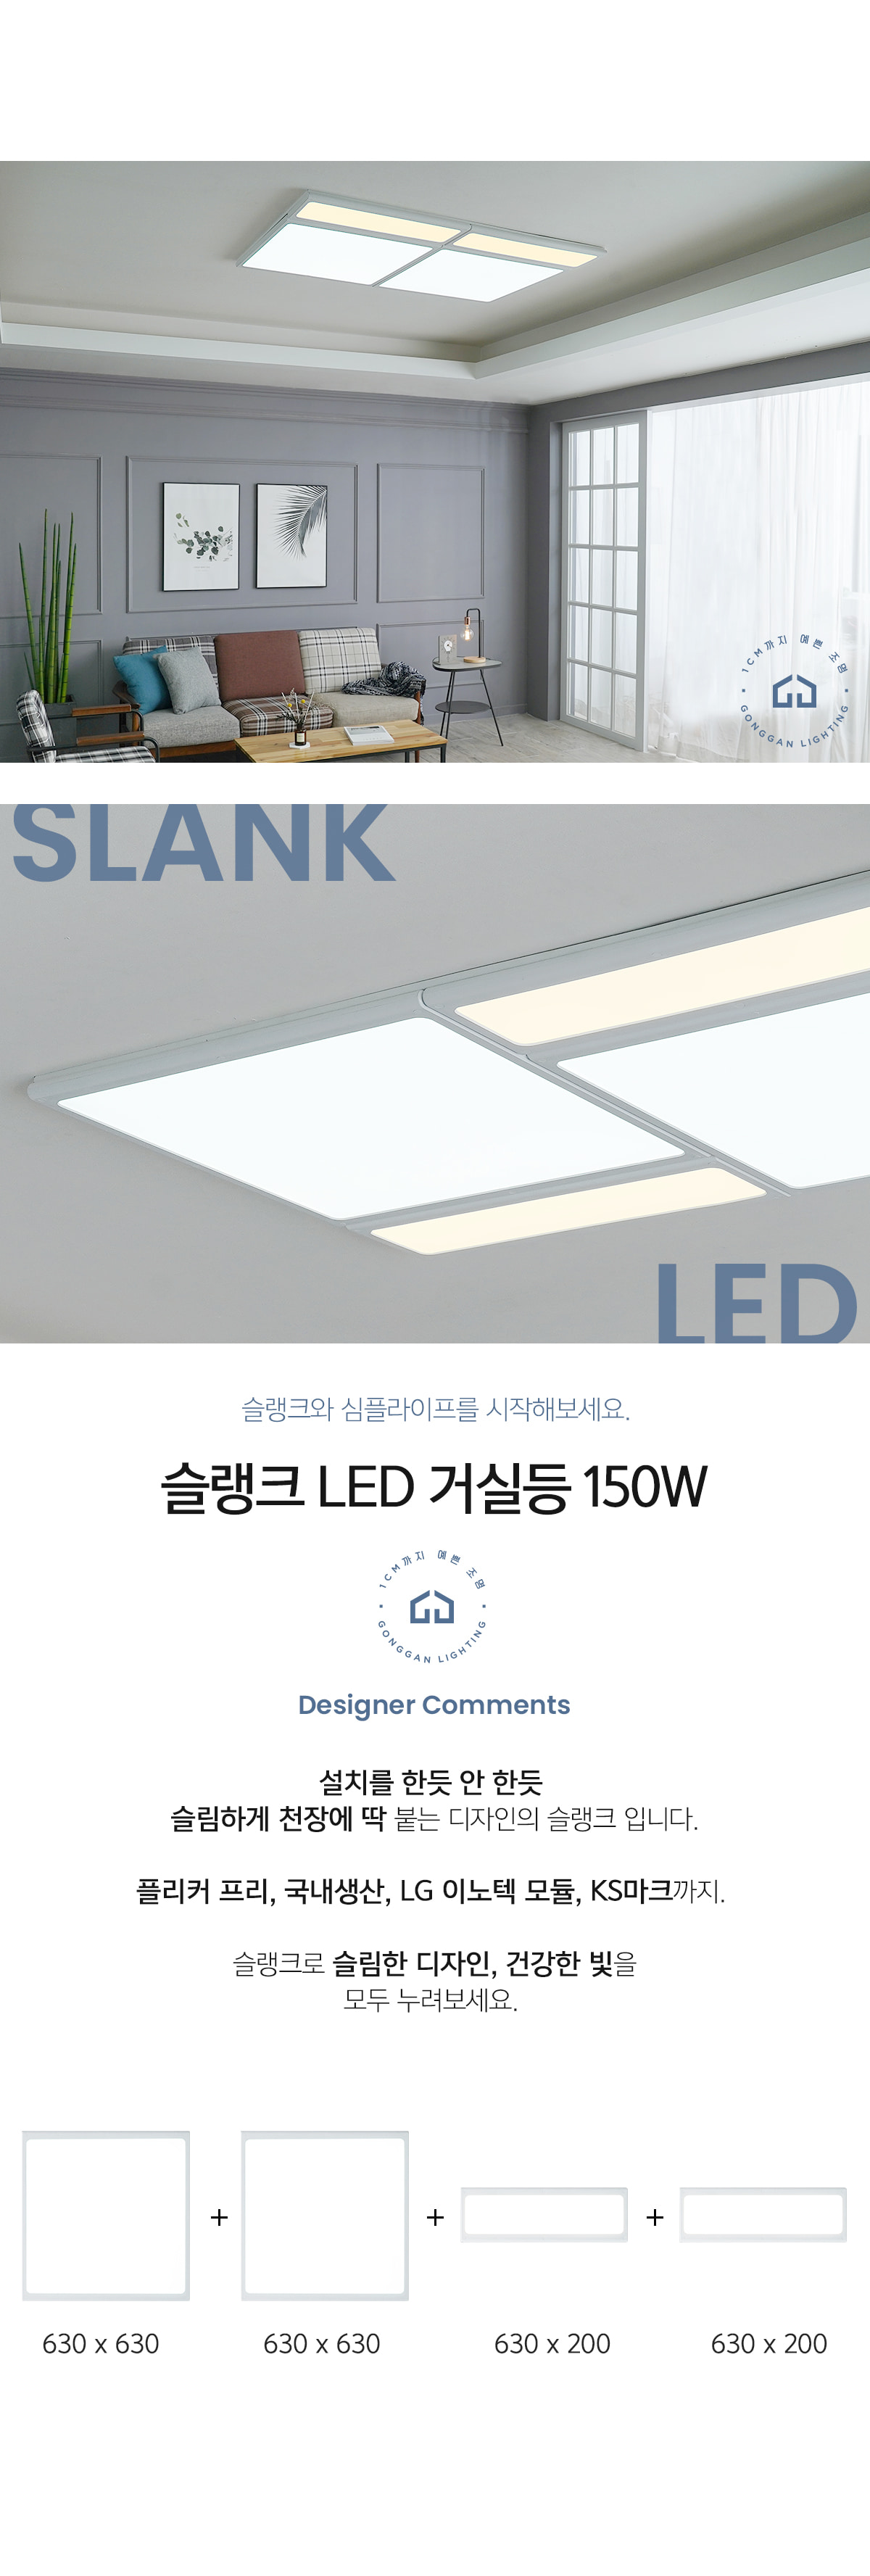 1CM까지 예쁜 조명
GONGGAN LIGHTING
SLANK
LED
슬랭크와 심플라이프를 시작해보세요.
슬랭크 LED 거실등 150W
1CM까지 예쁜 조명
GONGGAN LIGHTING
Designer Comments
설치를 한듯 안 한듯
슬림하게 천장에 딱 붙는 디자인의 슬랭크 입니다.
플리커 프리, 국내생산, LG 이노텍 모듈, KS마크까지.
슬랭크로 슬림한 디자인, 건강한 빛을
모두 누려보세요.
+ + +
630 x 630 630 x 630 630 x 200 630 x 200